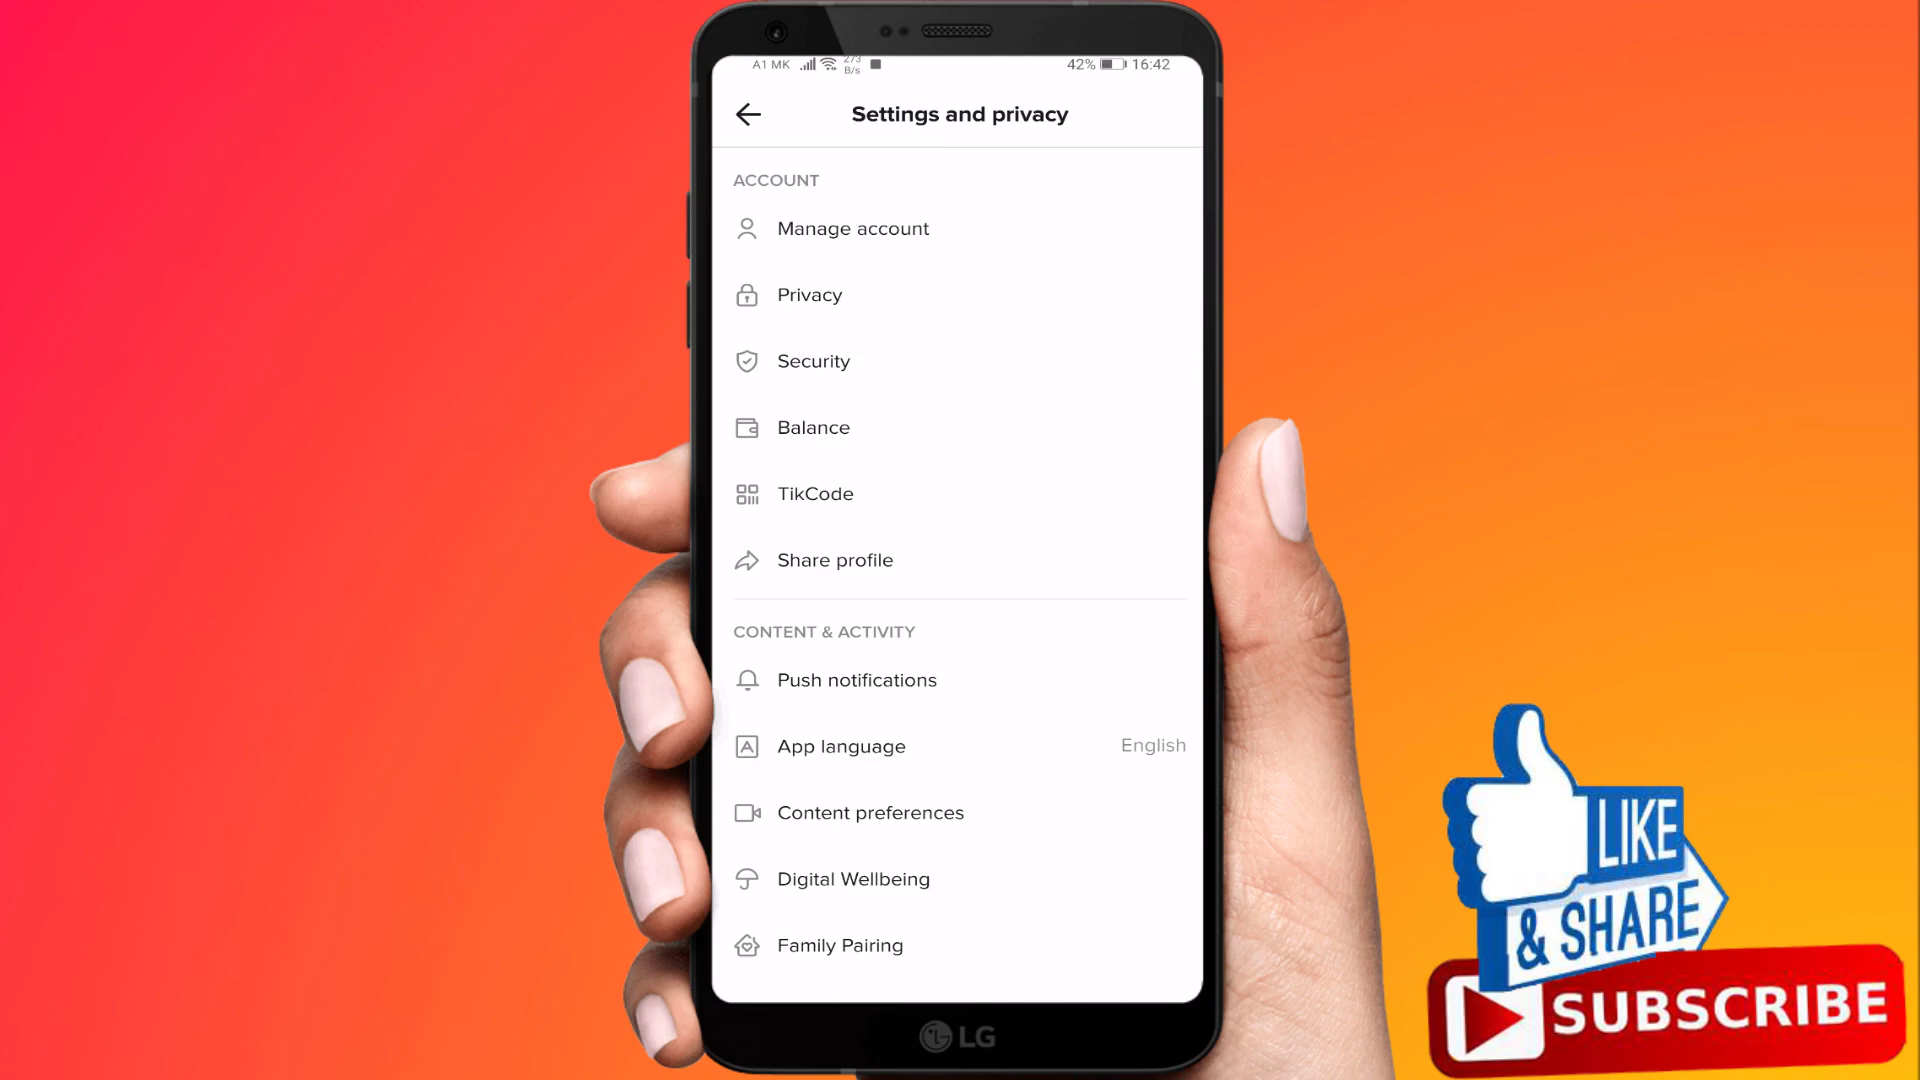 A1 MK 273 B/s 42% 16:42
Settings and privacy
ACCOUNT
Manage account
Privacy
Security
Balance
TikCode
Share profile
CONTENT & ACTIVITY
Push notifications
App language English
Content preferences
Digital Wellbeing
Family Pairing
LG
LIKE
& SHARE
SUBSCRIBE